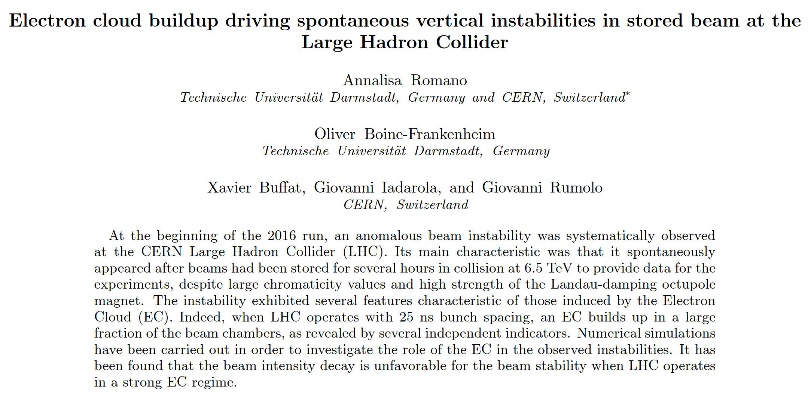 Electron cloud buildup driving spontaneous vertical instabilities in stored beam at the
Large Hadron Collider
Annalisa Romano
Technische Universität Darmstadt, Germany and CERN, Switzerland*
Oliver Boine-Frankenheim
Technische Universität Darmstadt, Germany
Xavier Buffat, Giovanni Iadarola, and Giovanni Rumolo
CERN, Switzerland
At the beginning of the 2016 run, an anomalous beam instability was systematically observed
at the CERN Large Hadron Collider (LHC). Its main characteristic was that it spontaneously
appeared after beams had been stored for several hours in collision at 6.5 TeV to provide data for the
experiments, despite large chromaticity values and high strength of the Landau-damping octupole
magnet. The instability exhibited several features characteristic of those induced by the Electron
Cloud (EC). Indeed, when LHC operates with 25 ns bunch spacing, an EC builds up in a large
fraction of the beam chambers, as revealed by several independent indicators. Numerical simulations
have been carried out in order to investigate the role of the EC in the observed instabilities. It has
been found that the beam intensity decay is unfavorable for the beam stability when LHC operates
in a strong EC regime.